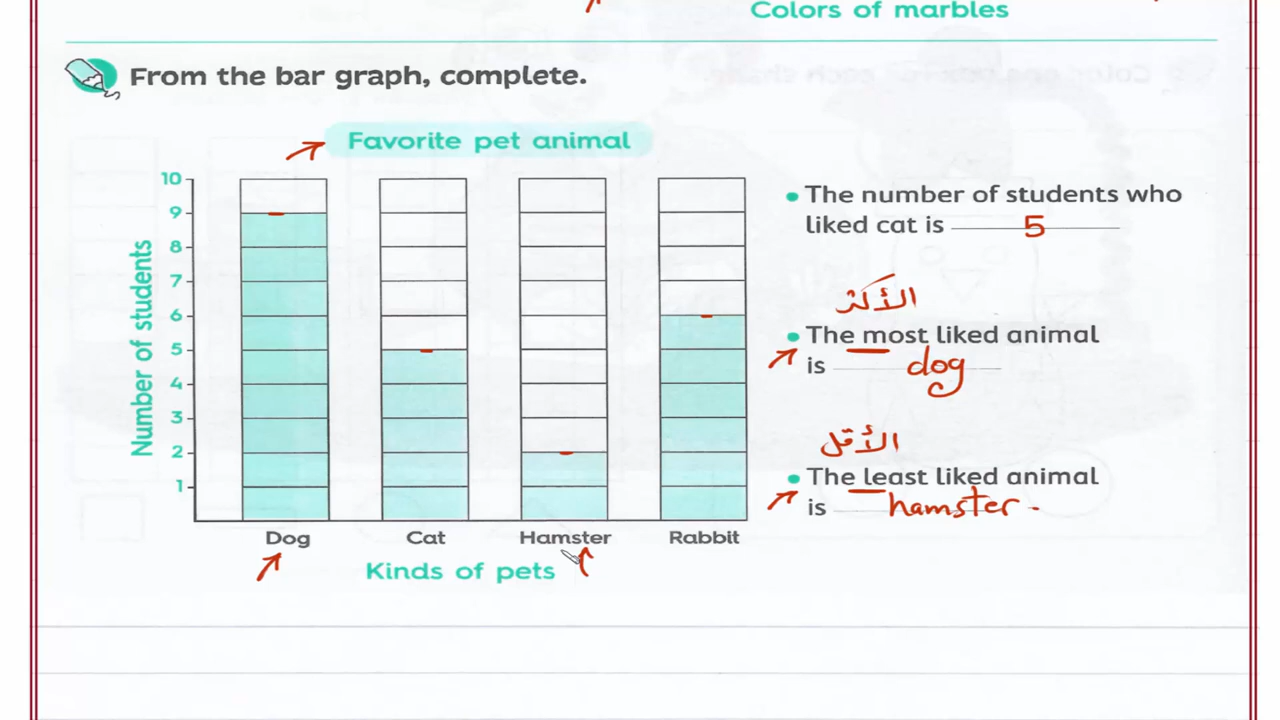 Colors of marbles
From the bar graph, complete.
Favorite pet animal
10
9
8
7
6
5
4
3
2
1
Number of students
Dog
Cat
Hamster
Rabbit
Kinds of pets
• The number of students who
liked cat is 5
الأكثر
• The most liked animal
is dog
الأقل
• The least liked animal
is hamster.